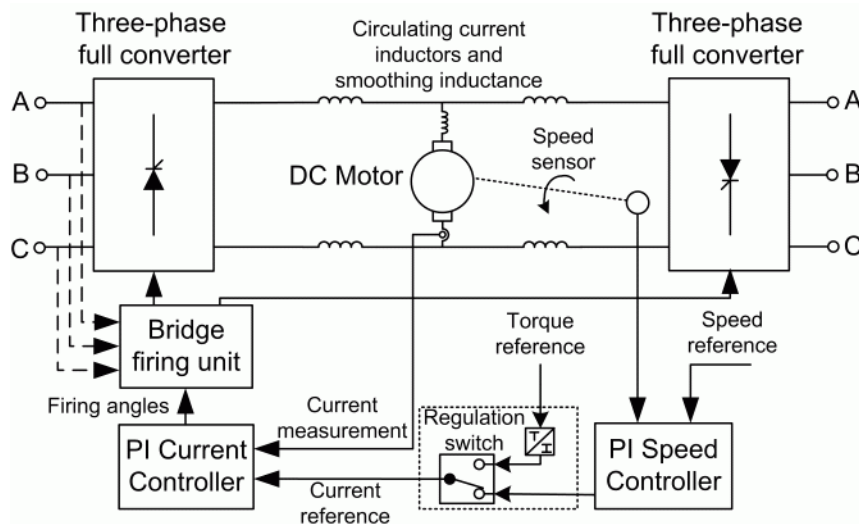 Three-phase
full converter
Circulating current
inductors and
smoothing inductance
Three-phase
full converter
A
A
B
B
C
C
DC Motor
Speed
sensor
Bridge
firing unit
Torque
reference
Speed
reference
Firing angles
Current
measurement
Regulation
switch
T
I
PI Current
Controller
Current
reference
PI Speed
Controller